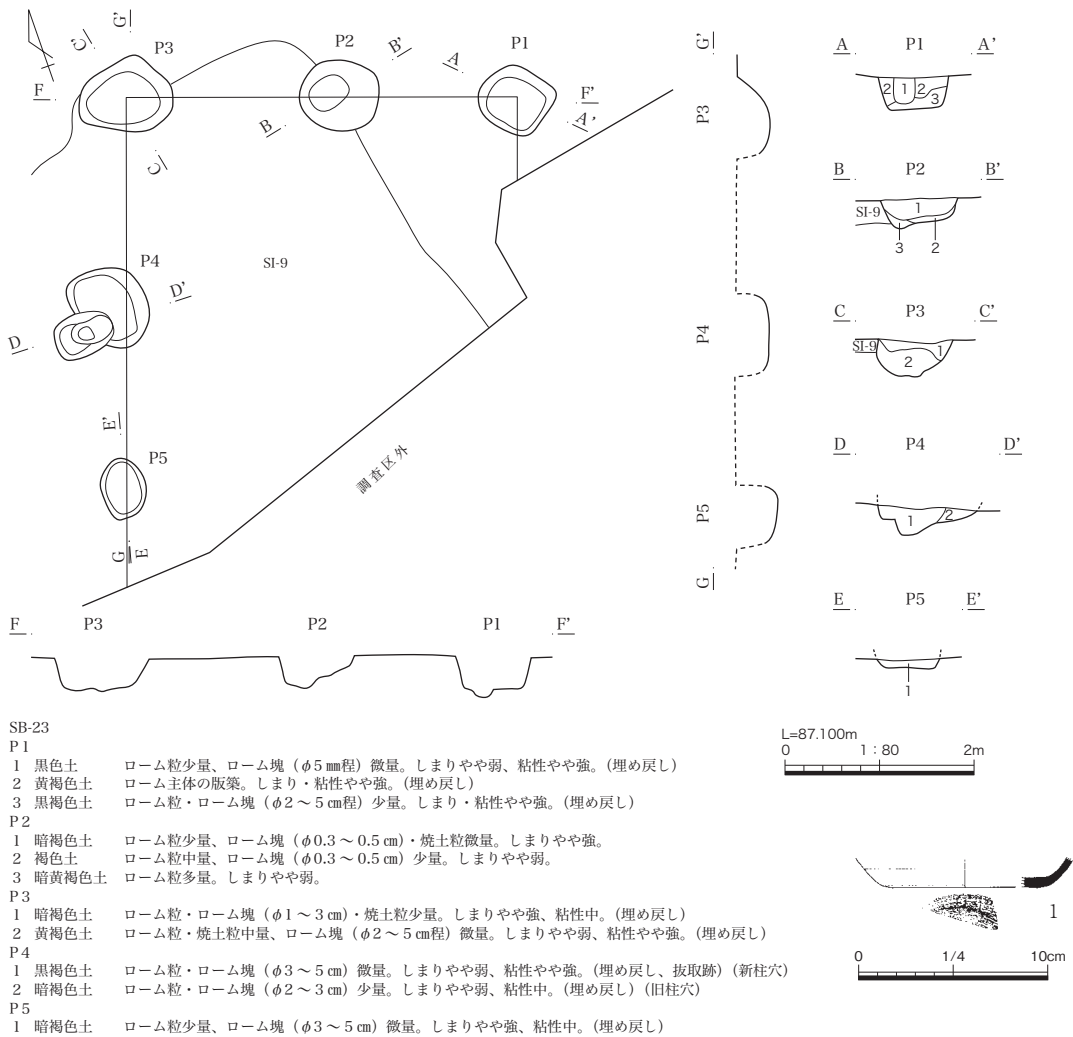 G'
C'
P3
P2
B'
A
P1
F
F'
A'
B
C
P4
SI-9
D'
D
E'
P5
調査区外
G
E
G'
P3
P4
P5
G
A P1 A'
2 1 2 3
B P2 B'
SI-9 1
3 2
C P3 C'
SI-9 1
2
D P4 D'
1 2
E P5 E'
1
F P3 P2 P1 F'
SB-23
P1
1 黒色土 ローム粒少量、ローム塊(φ5㎜程)微量。しまりやや弱、粘性やや強。(埋め戻し)
2 黄褐色土 ローム主体の版築。しまり・粘性やや強。(埋め戻し)
3 黒褐色土 ローム粒・ローム塊(φ2～5㎝程)少量。しまり・粘性やや強。(埋め戻し)
P2
1 暗褐色土 ローム粒少量、ローム塊(φ0.3～0.5㎝)・焼土粒微量。しまりやや強。
2 褐色土 ローム粒中量、ローム塊(φ0.3～0.5㎝)少量。しまりやや弱。
3 暗黄褐色土 ローム粒多量。しまりやや弱。
P3
1 暗褐色土 ローム粒・ローム塊(φ1～3㎝)・焼土粒少量。しまりやや強、粘性中。(埋め戻し)
2 黄褐色土 ローム粒・焼土粒中量、ローム塊(φ2～5㎝程)微量。しまりやや弱、粘性やや強。(埋め戻し)
P4
1 黒褐色土 ローム粒・ローム塊(φ3～5㎝)微量。しまりやや弱、粘性やや強。(埋め戻し、抜取跡)(新柱穴)
2 暗褐色土 ローム粒・ローム塊(φ2～3㎝)少量。しまりやや弱、粘性中。(埋め戻し)(旧柱穴)
P5
1 暗褐色土 ローム粒少量、ローム塊(φ3～5㎝)微量。しまりやや強、粘性中。(埋め戻し)
L=87.100m
0 1:80 2m
1
0 1/4 10cm